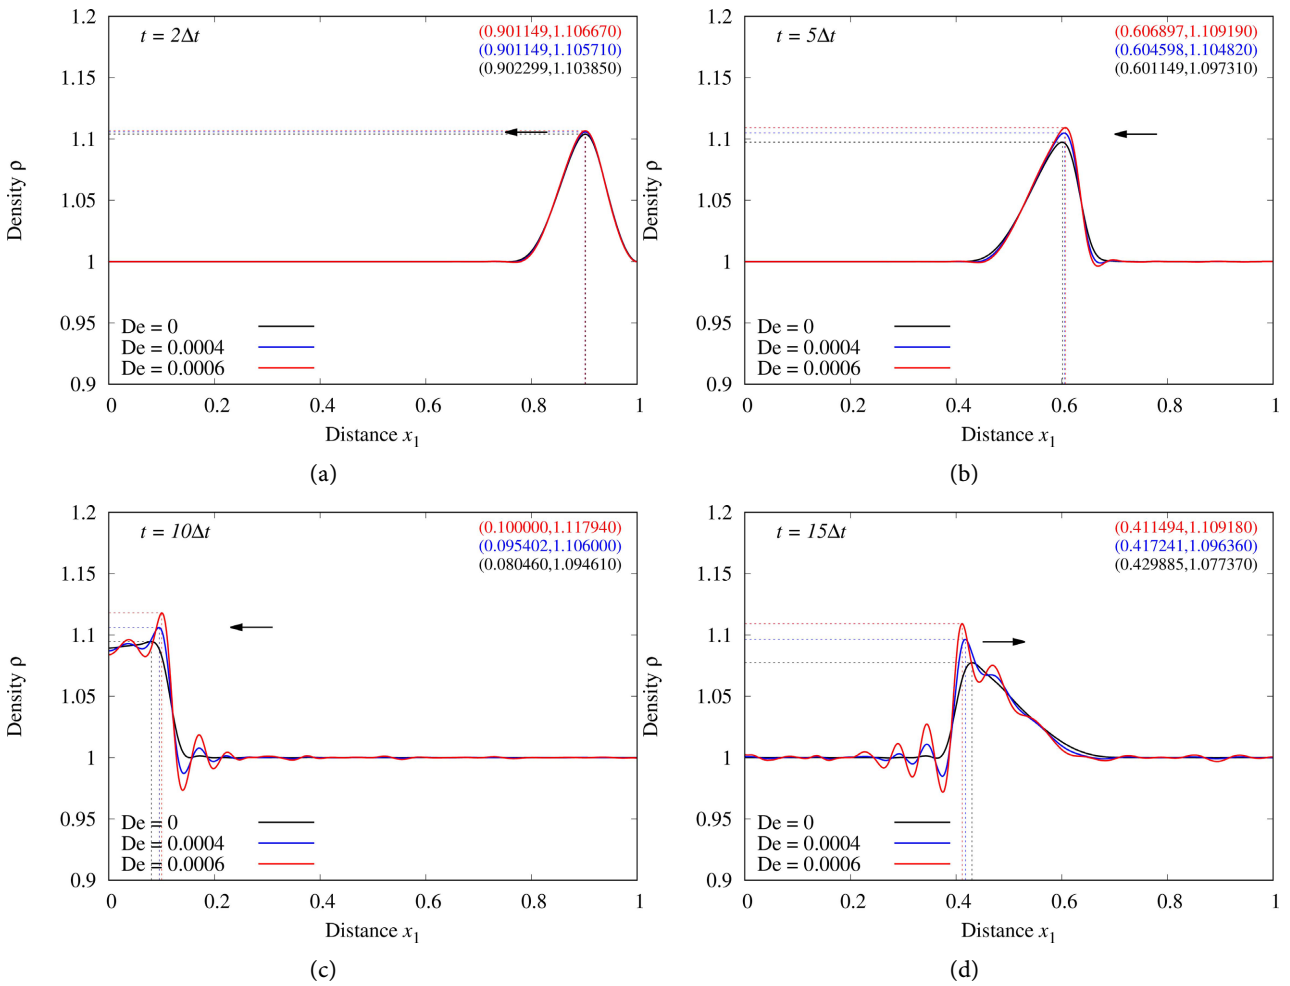 1.2
t = 2Δt
(0.901149,1.106670)
(0.901149,1.105710)
(0.902299,1.103850)
1.15
1.1
1.05
1
0.95
0.9
Density ρ
De = 0
De = 0.0004
De = 0.0006
0 0.2 0.4 0.6 0.8 1
Distance x₁
(a)
1.2
t = 5Δt
(0.606897,1.109190)
(0.604598,1.104820)
(0.601149,1.097310)
1.15
1.1
1.05
1
0.95
0.9
Density ρ
De = 0
De = 0.0004
De = 0.0006
0 0.2 0.4 0.6 0.8 1
Distance x₁
(b)
1.2
t = 10Δt
(0.100000,1.117940)
(0.095402,1.106000)
(0.080460,1.094610)
1.15
1.1
1.05
1
0.95
0.9
Density ρ
De = 0
De = 0.0004
De = 0.0006
0 0.2 0.4 0.6 0.8 1
Distance x₁
(c)
1.2
t = 15Δt
(0.411494,1.109180)
(0.417241,1.096360)
(0.429885,1.077370)
1.15
1.1
1.05
1
0.95
0.9
Density ρ
De = 0
De = 0.0004
De = 0.0006
0 0.2 0.4 0.6 0.8 1
Distance x₁
(d)